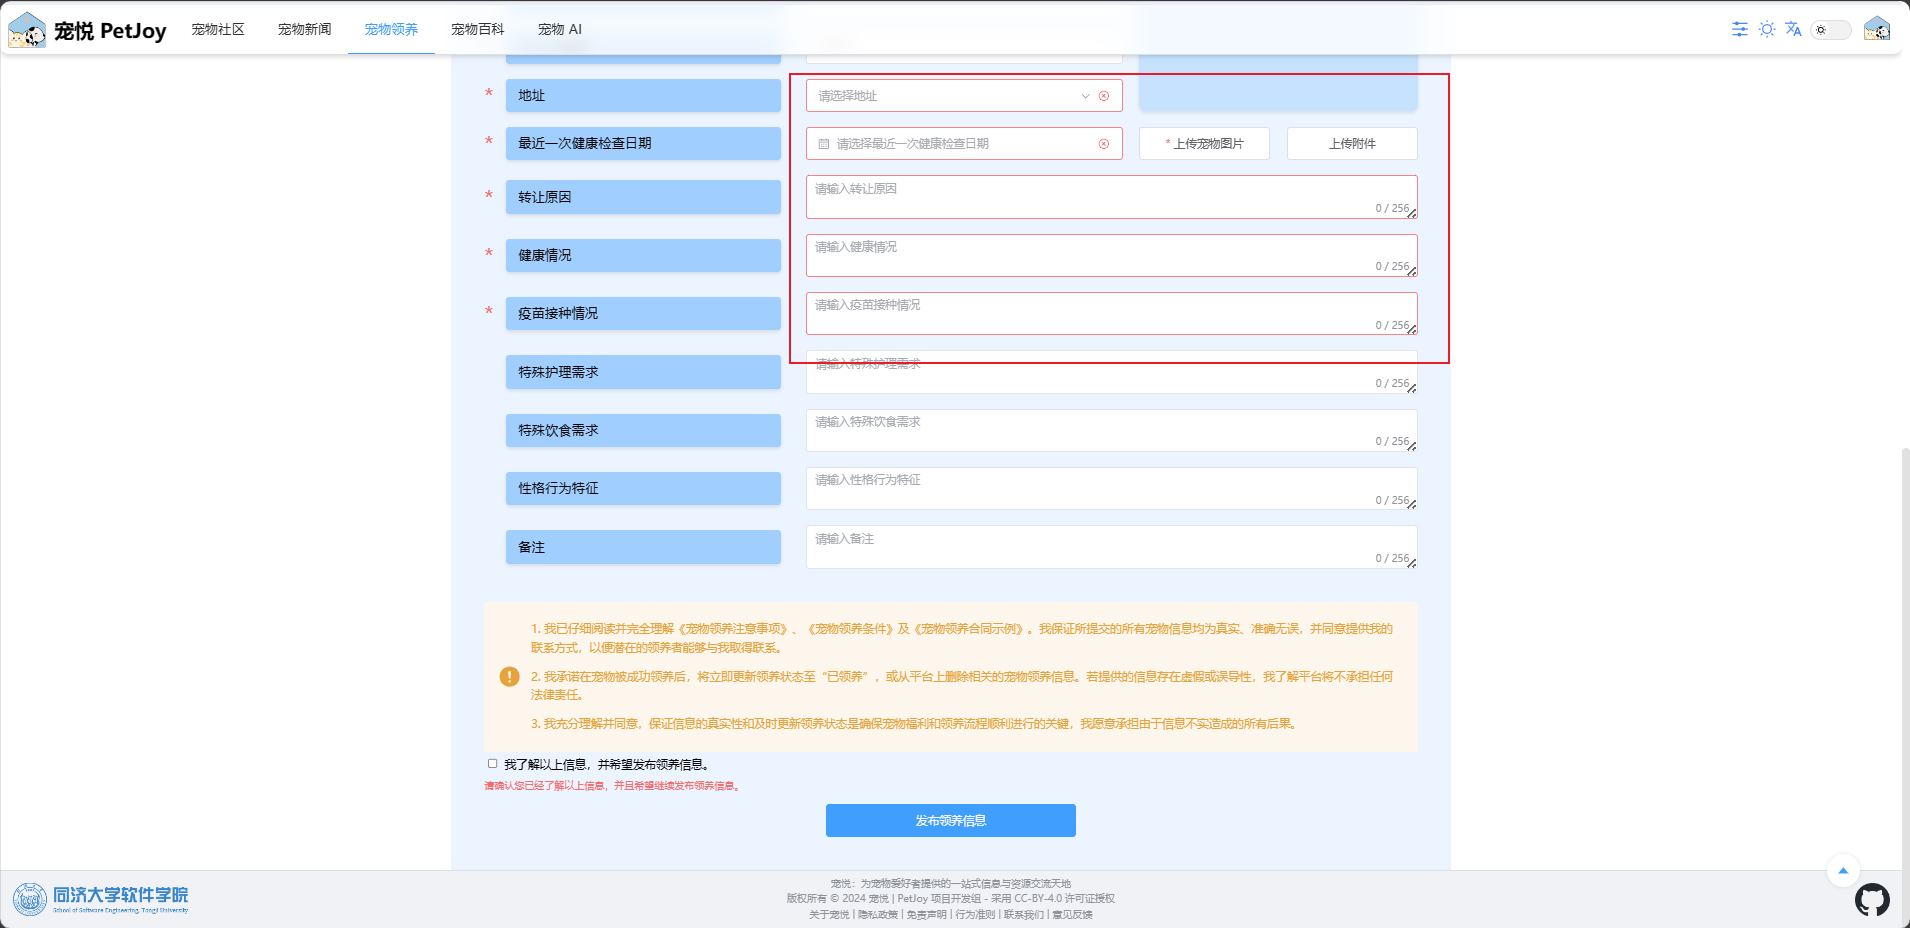 宠悦 PetJoy 宠物社区 宠物新闻 宠物领养 宠物百科 宠物 AI
* 地址 请选择地址
* 最近一次健康检查日期 请选择最近一次健康检查日期 * 上传宠物图片 上传附件
* 转让原因 请输入转让原因 0 / 256
* 健康情况 请输入健康情况 0 / 256
* 疫苗接种情况 请输入疫苗接种情况 0 / 256
特殊护理需求 请输入特殊护理需求 0 / 256
特殊饮食需求 请输入特殊饮食需求 0 / 256
性格行为特征 请输入性格行为特征 0 / 256
备注 请输入备注 0 / 256
1. 我已仔细阅读并完全理解《宠物领养注意事项》、《宠物领养条件》及《宠物领养合同示例》。我保证所提交的所有宠物信息均为真实、准确无误，并同意提供我的
联系方式，以便潜在的领养者能够与我取得联系。
2. 我承诺在宠物被成功领养后，将立即更新领养状态至“已领养”，或从平台上删除相关的宠物领养信息。若提供的信息存在虚假或误导性，我了解平台将不承担任何
法律责任。
3. 我充分理解并同意，保证信息的真实性和及时更新领养状态是确保宠物福利和领养流程顺利进行的关键，我愿意承担由于信息不实造成的所有后果。
我了解以上信息，并希望发布领养信息。
请确认您已经了解以上信息，并且希望继续发布领养信息。
发布领养信息
同济大学软件学院
School of Software Engineering, Tongji University
宠悦：为宠物爱好者提供的一站式信息与资源交流天地
版权所有 © 2024 宠悦 | PetJoy 项目开发组 - 采用 CC-BY-4.0 许可证授权
关于宠悦 | 隐私政策 | 免责声明 | 行为准则 | 联系我们 | 意见反馈